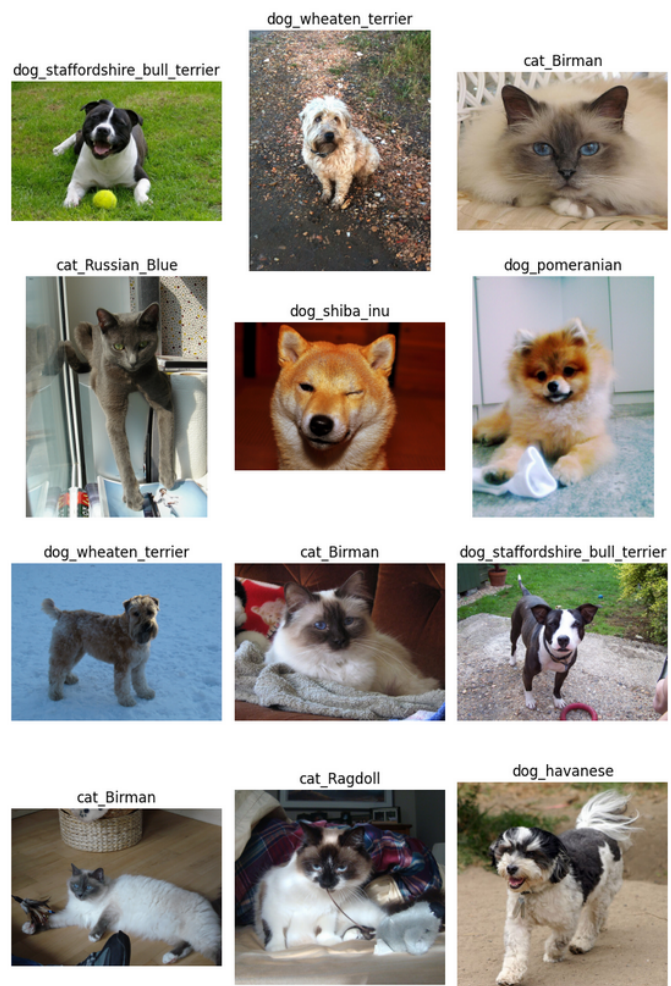 dog_wheaten_terrier
dog_staffordshire_bull_terrier
cat_Birman
cat_Russian_Blue
dog_shiba_inu
dog_pomeranian
dog_wheaten_terrier
cat_Birman
dog_staffordshire_bull_terrier
cat_Birman
cat_Ragdoll
dog_havanese